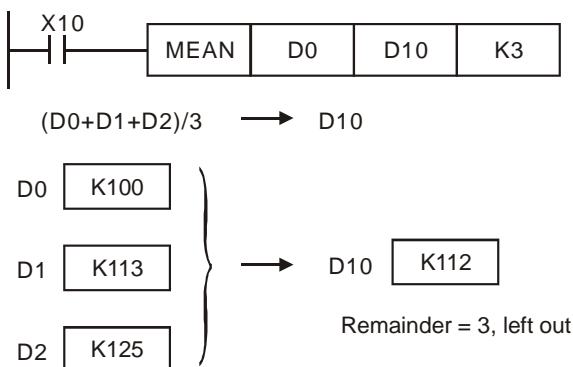 X10
MEAN D0 D10 K3
(D0+D1+D2)/3 → D10
D0 K100
D1 K113
D10 K112
Remainder = 3, left out
D2 K125